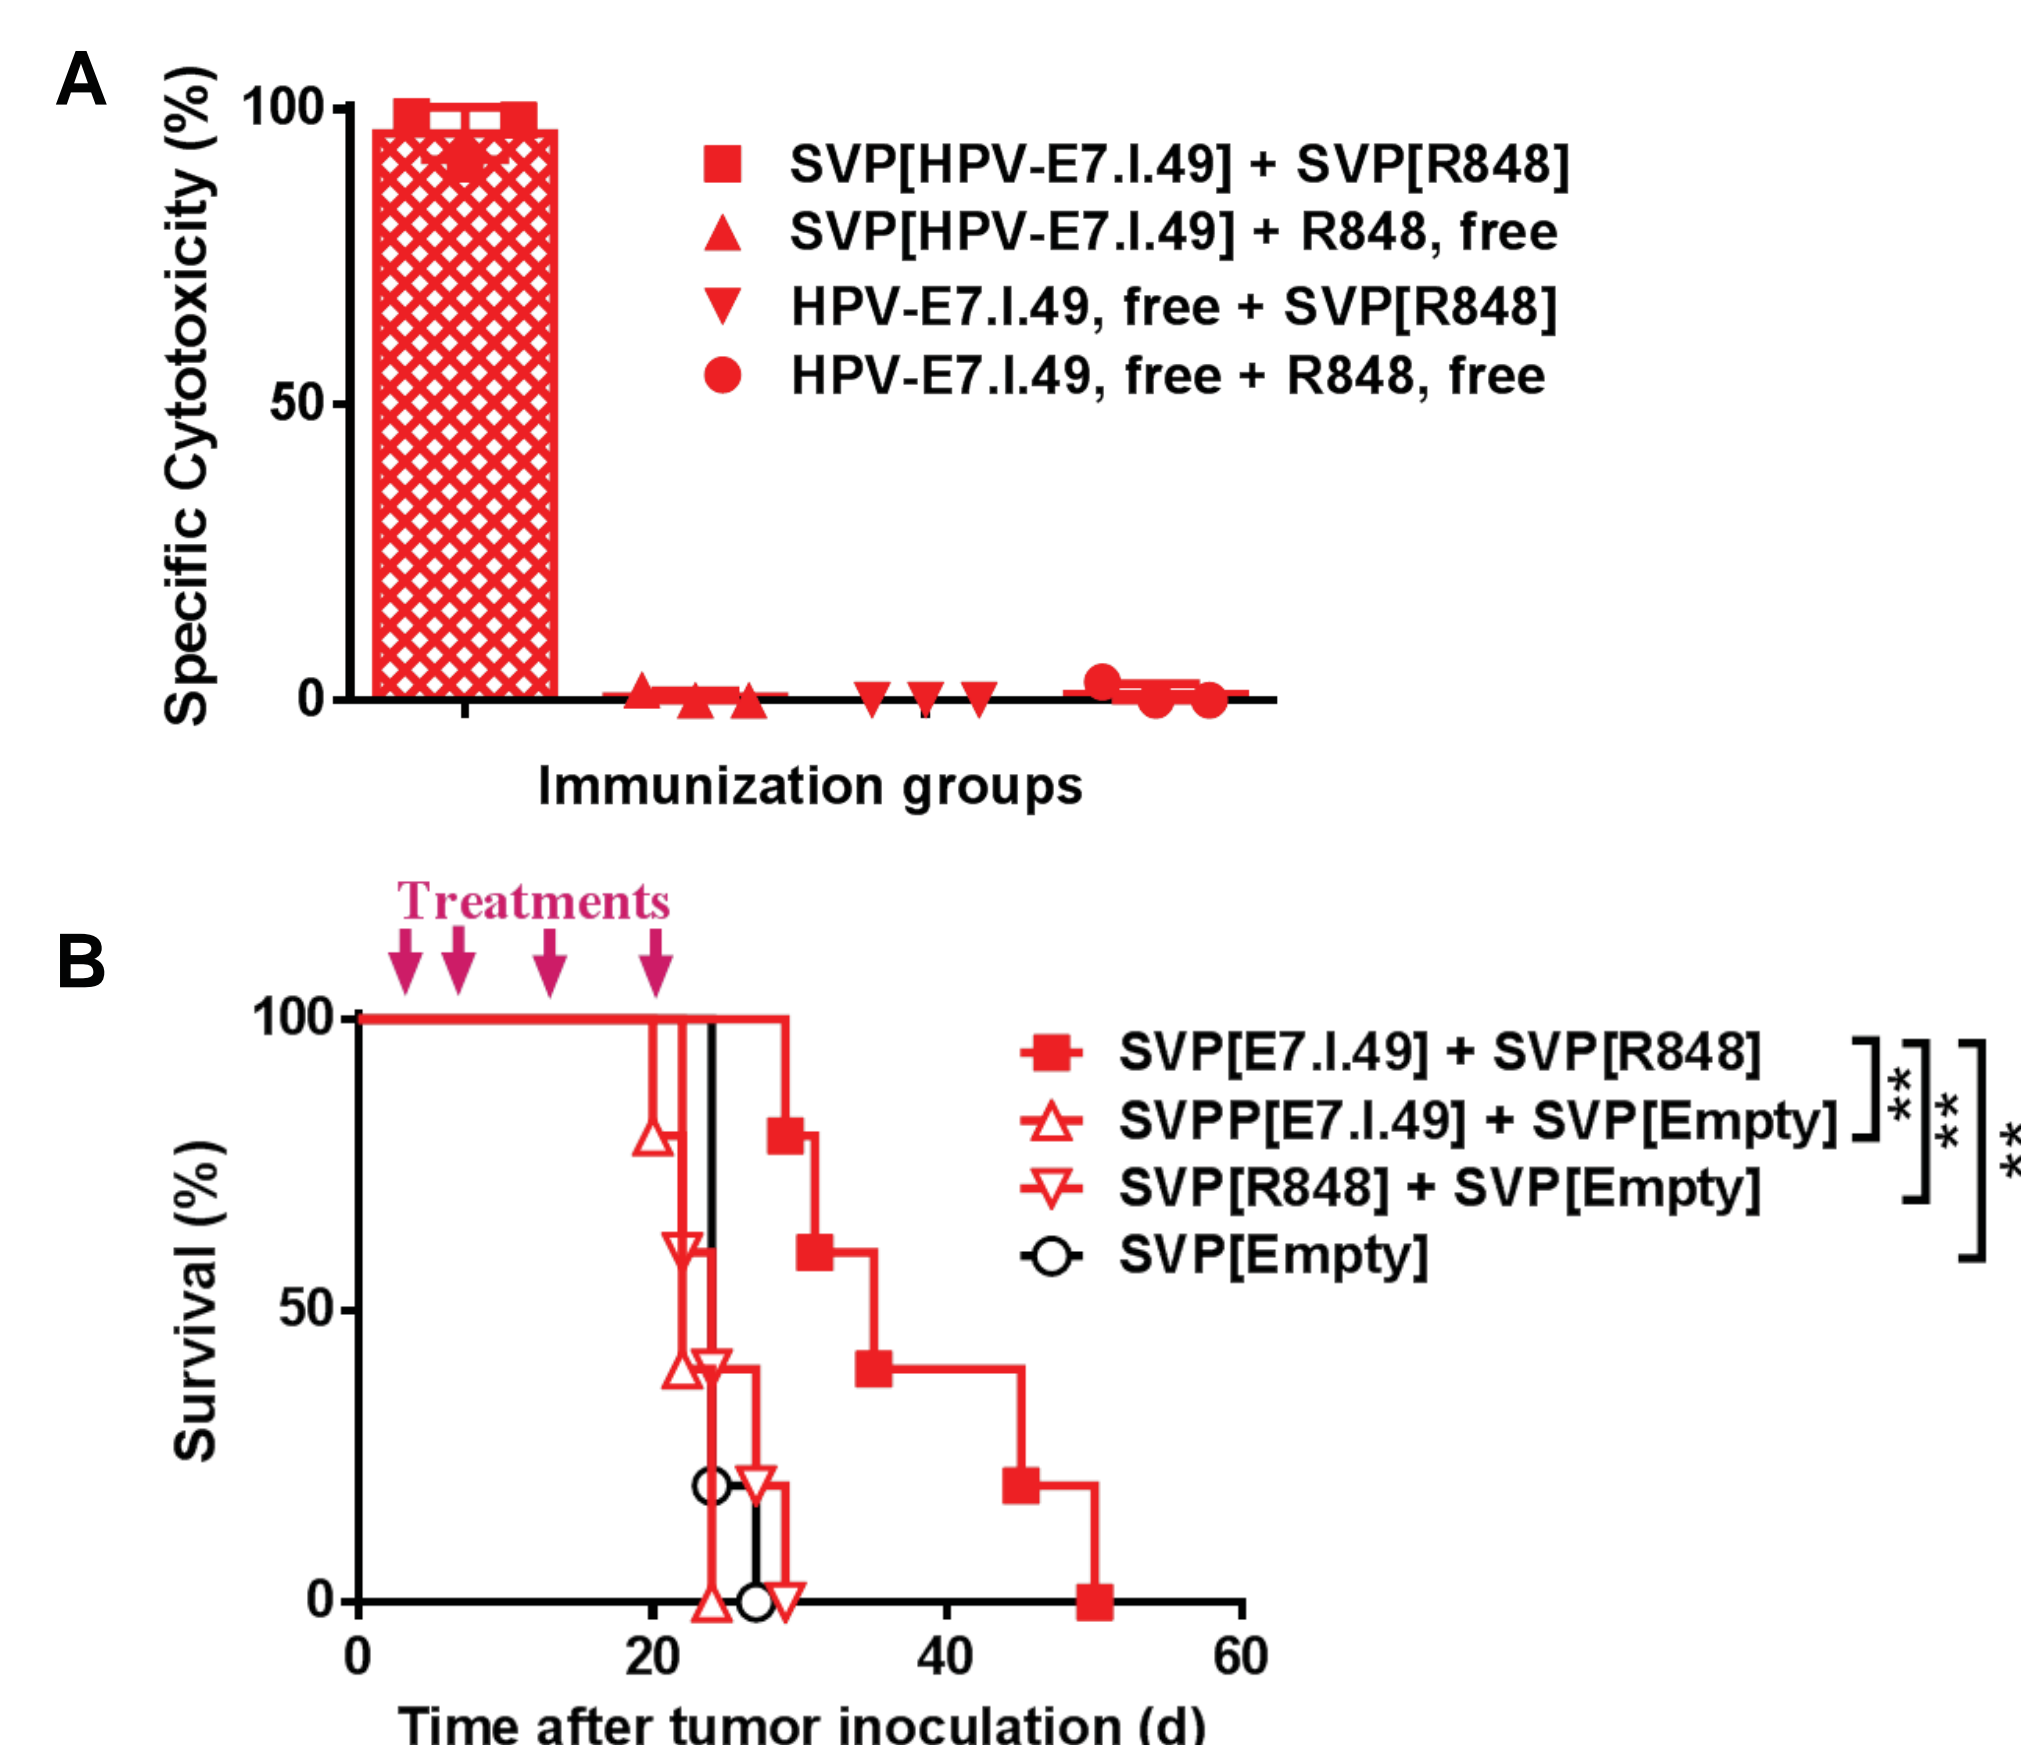 A
Specific Cytotoxicity (%)
100
50
0
SVP[HPV-E7.I.49] + SVP[R848]
SVP[HPV-E7.I.49] + R848, free
HPV-E7.I.49, free + SVP[R848]
HPV-E7.I.49, free + R848, free
Immunization groups
B
Treatments
Survival (%)
100
50
0
0 20 40 60
Time after tumor inoculation (d)
SVP[E7.I.49] + SVP[R848]
SVPP[E7.I.49] + SVP[Empty]
SVP[R848] + SVP[Empty]
SVP[Empty]
**
**
**